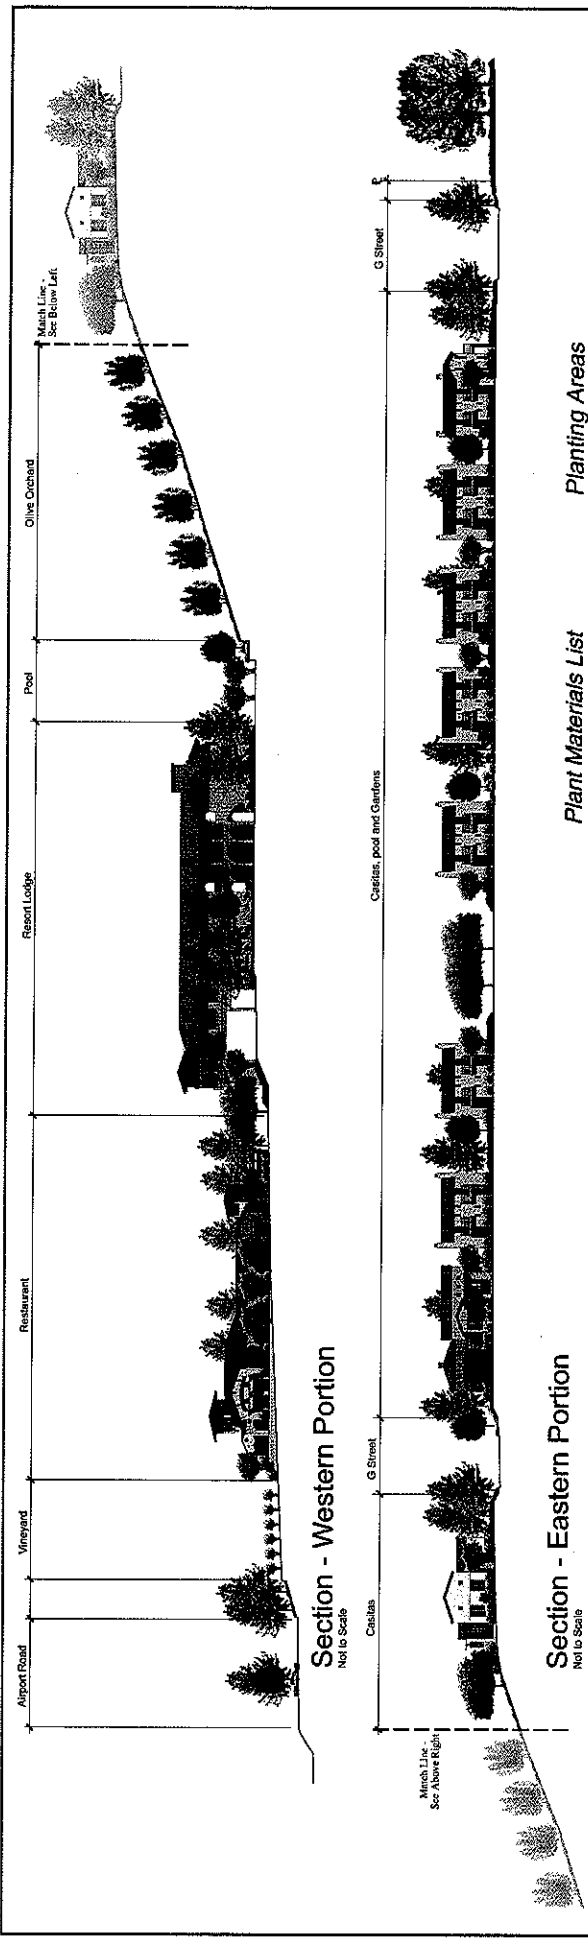 Airport Road
Vineyard
Restaurant
Resort Lodge
Pool
Olive Orchard
Match Line -
See Below Left
Section - Western Portion
Not to Scale
Casitas
G Street
Casitas, pool and Gardens
G Street
Match Line -
See Above Right
Section - Eastern Portion
Not to Scale
Plant Materials List
Planting Areas